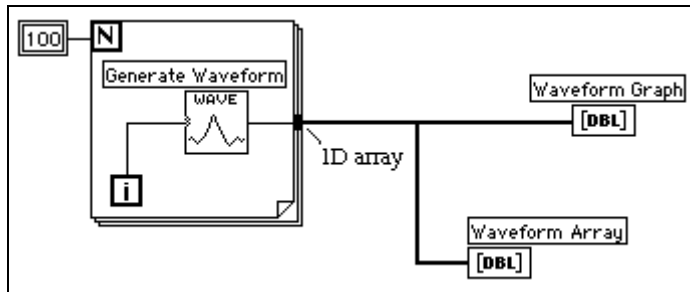 100
N
Generate Waveform
WAVE
i
1D array
Waveform Graph
[DBL]
Waveform Array
[DBL]